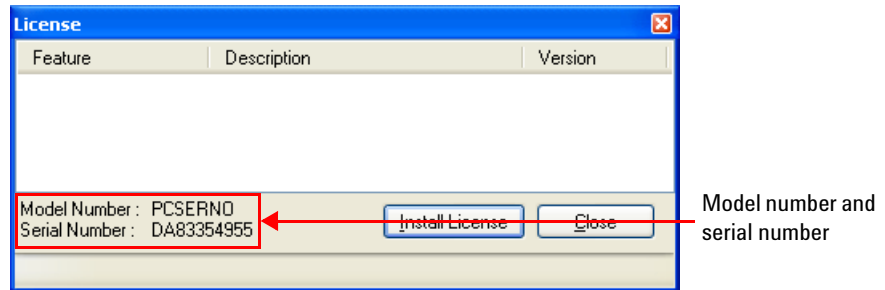 License
Feature Description Version
Model Number : PCSERNO
Serial Number : DA83354955
Install License Close
Model number and
serial number